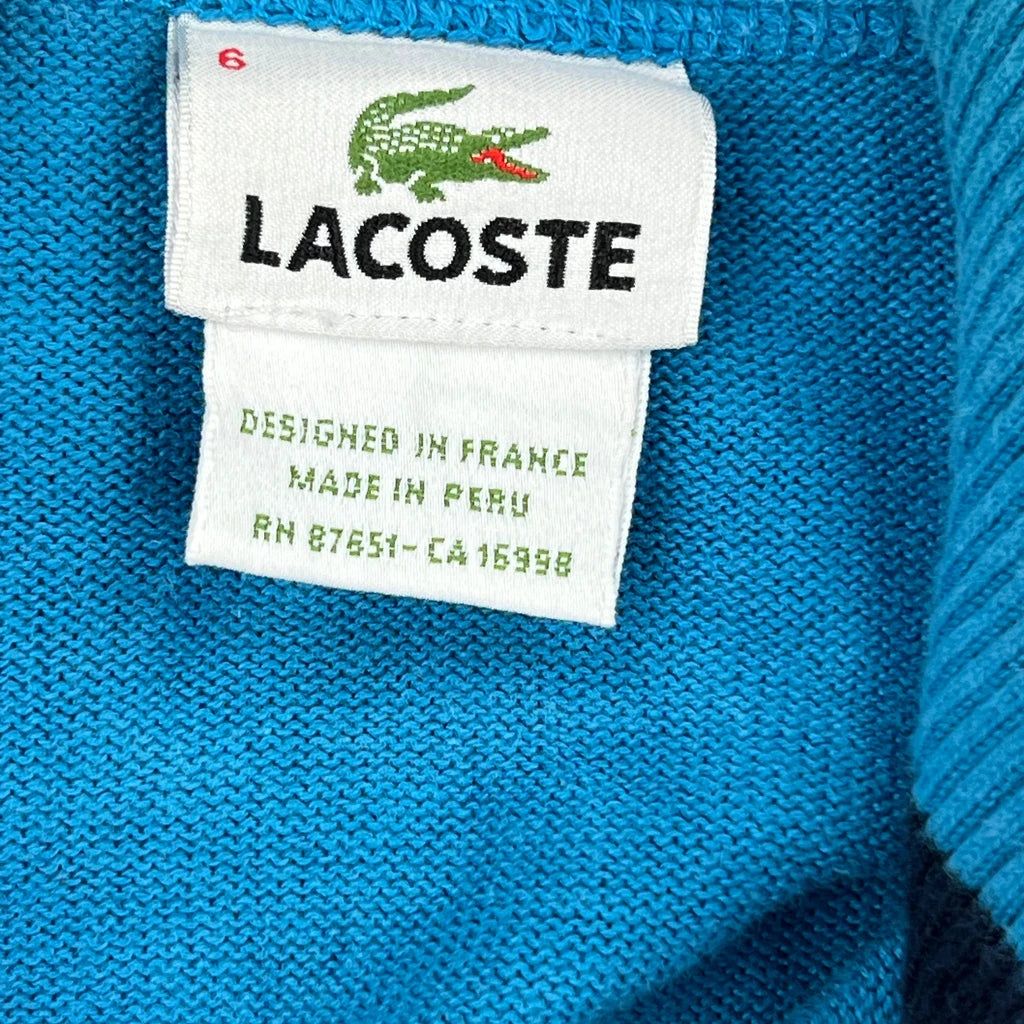 6
LACOSTE
DESIGNED IN FRANCE
MADE IN PERU
RN 87651-CA 16998